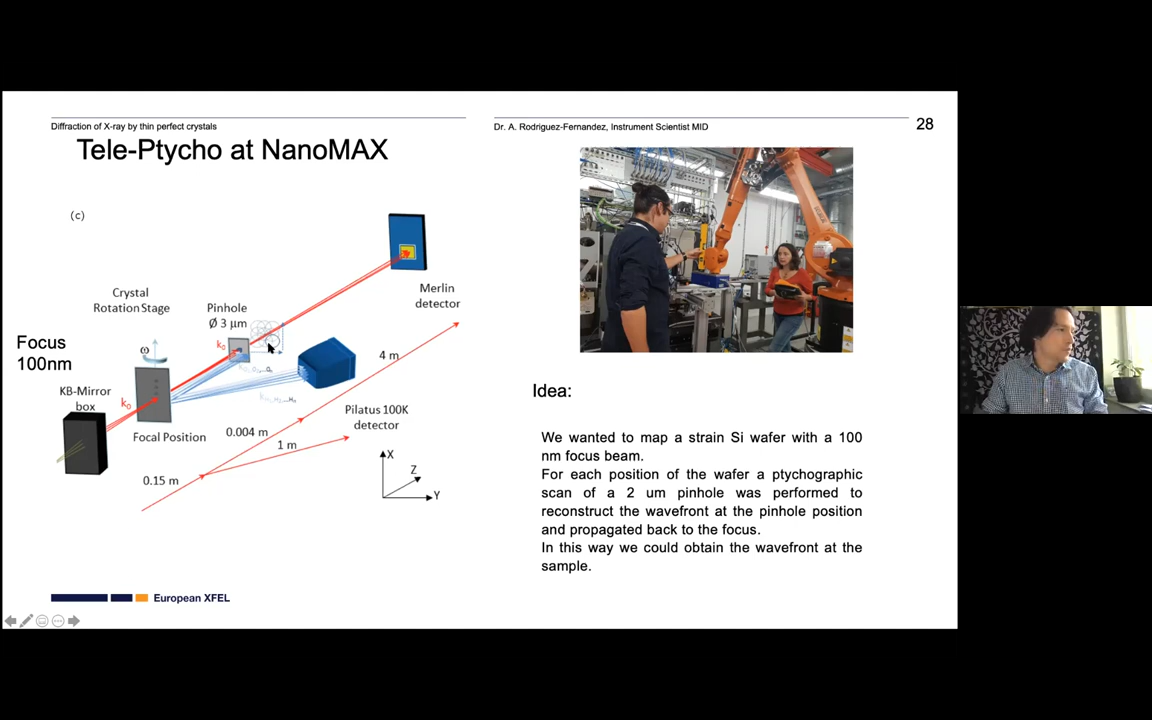 Diffraction of X-ray by thin perfect crystals
Dr. A. Rodriguez-Fernandez, Instrument Scientist MID
28
Tele-Ptycho at NanoMAX
(c)
Crystal
Rotation Stage
Pinhole
Ø 3 µm
Merlin
detector
Focus
100nm
ω
k₀
KB-Mirror
box
k₀
Focal Position
4 m
Pilatus 100K
detector
0.004 m
1 m
0.15 m
X
Z
Y
Idea:
We wanted to map a strain Si wafer with a 100
nm focus beam.
For each position of the wafer a ptychographic
scan of a 2 um pinhole was performed to
reconstruct the wavefront at the pinhole position
and propagated back to the focus.
In this way we could obtain the wavefront at the
sample.
European XFEL